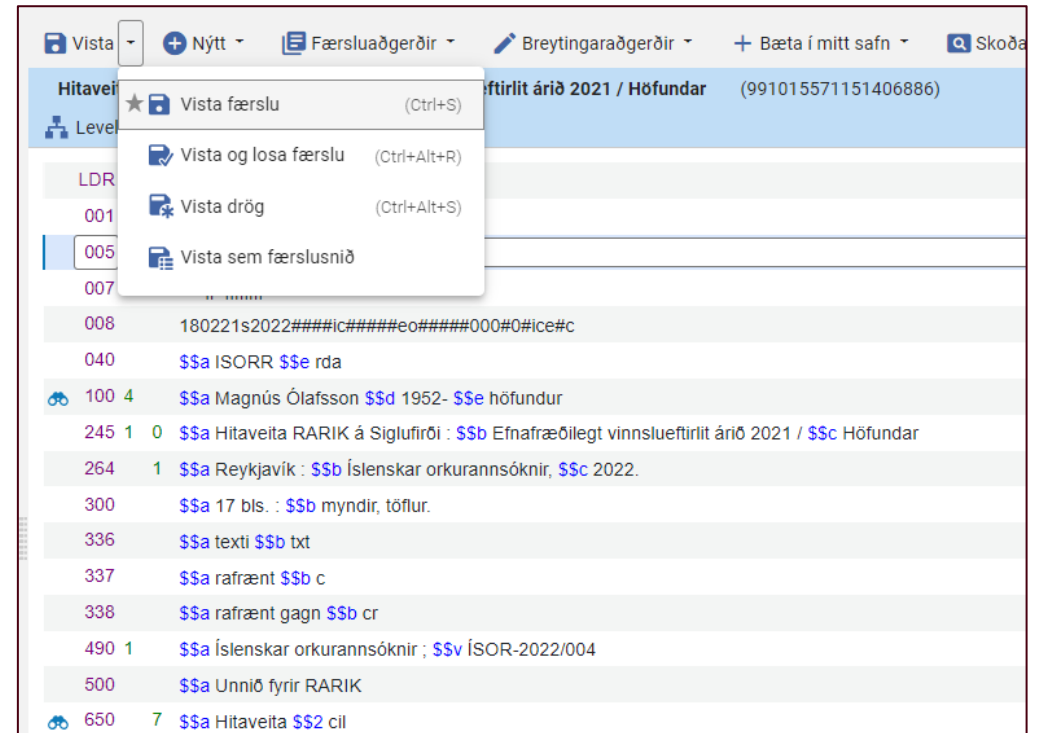 Vista Nýtt Færsluaðgerðir Breytingaraðgerðir Bæta í mitt safn Skoða
Hitavei eftirlit árið 2021 / Höfundar (991015571151406886)
Level
Vista færslu (Ctrl+S)
Vista og losa færslu (Ctrl+Alt+R)
Vista drög (Ctrl+Alt+S)
Vista sem færslusnið
LDR
001
005
007
008 180221s2022####ic#####eo#####000#0#ice#c
040 $$a ISORR $$e rda
100 4 $$a Magnús Ólafsson $$d 1952- $$e höfundur
245 1 0 $$a Hitaveita RARIK á Siglufirði : $$b Efnafræðilegt vinnslueftirlit árið 2021 / $$c Höfundar
264 1 $$a Reykjavík : $$b Íslenskar orkurannsóknir, $$c 2022.
300 $$a 17 bls. : $$b myndir, töflur.
336 $$a texti $$b txt
337 $$a rafrænt $$b c
338 $$a rafrænt gagn $$b cr
490 1 $$a Íslenskar orkurannsóknir ; $$v ÍSOR-2022/004
500 $$a Unnið fyrir RARIK
650 7 $$a Hitaveita $$2 cil